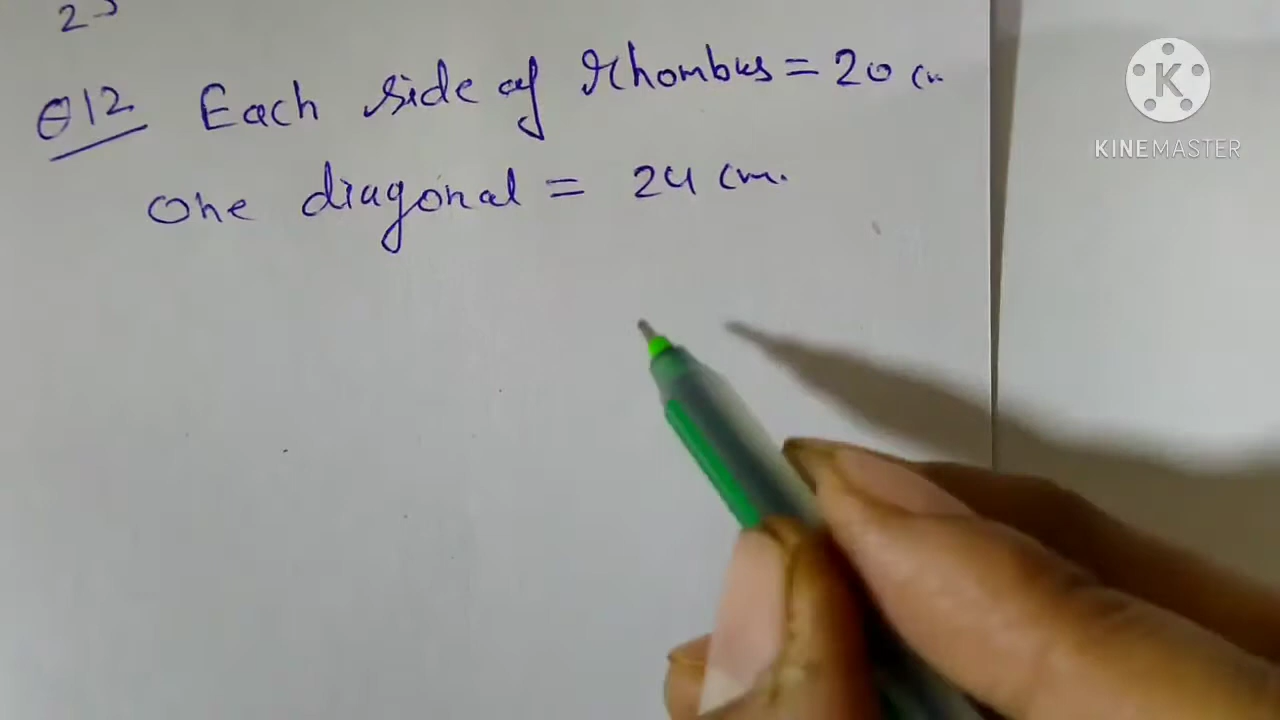 Q12 Each side of rhombus = 20 cm
One diagonal = 24 cm.
K
KINEMASTER